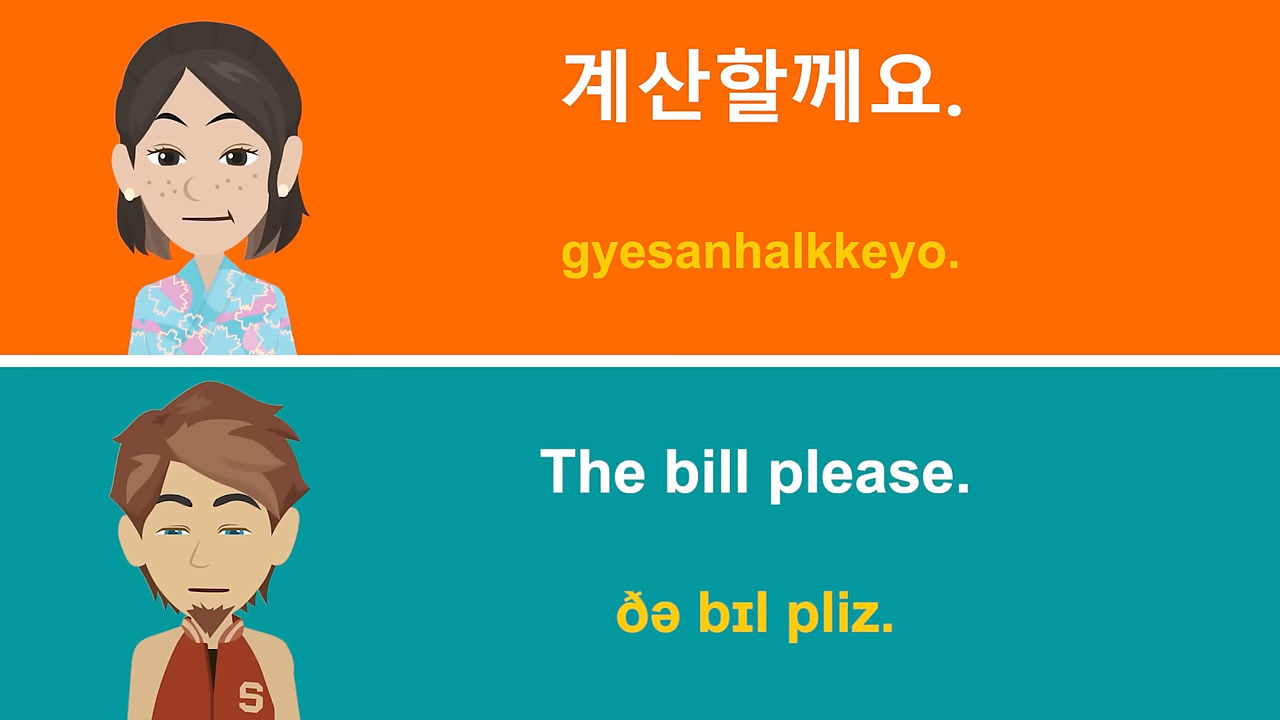 계산할께요.
gyesanhalkkeyo.
The bill please.
ðə bɪl pliz.
S